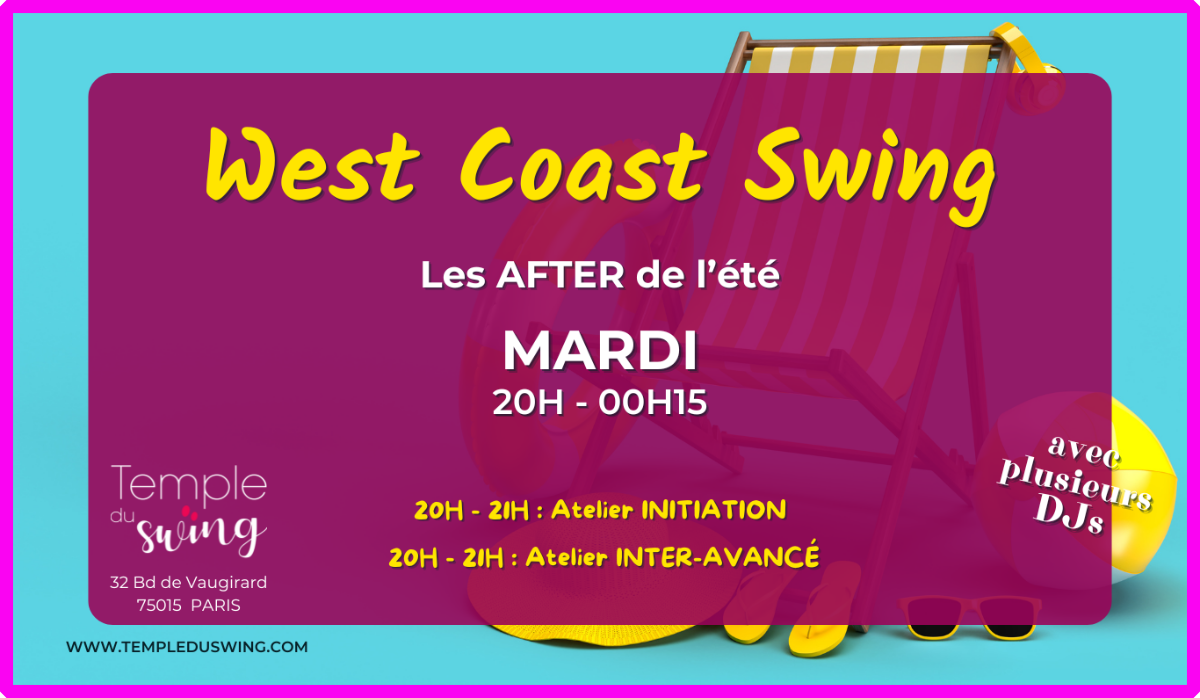 West Coast Swing
Les AFTER de l’été
MARDI
20H - 00H15
avec
plusieurs
DJs
Temple
du swing
20H - 21H : Atelier INITIATION
20H - 21H : Atelier INTER-AVANCÉ
32 Bd de Vaugirard
75015 PARIS
WWW.TEMPLEDUSWING.COM